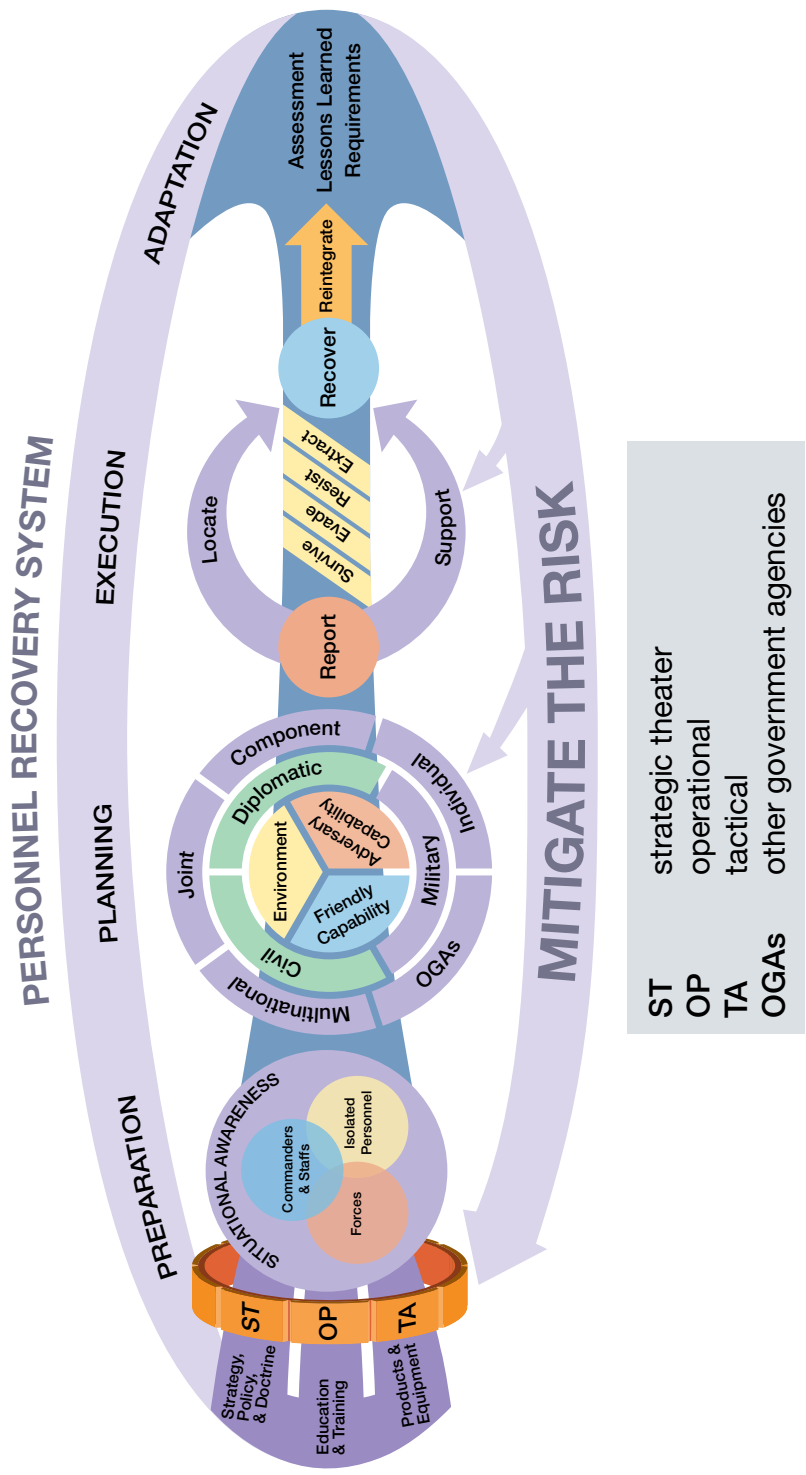 PERSONNEL RECOVERY SYSTEM
PREPARATION
PLANNING
EXECUTION
ADAPTATION
Strategy,
Policy,
& Doctrine
Education
& Training
Products &
Equipment
ST
OP
TA
SITUATIONAL AWARENESS
Commanders
& Staffs
Isolated
Personnel
Forces
Joint
Component
Individual
OGAs
Multinational
Civil
Diplomatic
Military
Environment
Friendly
Capability
Adversary
Capability
Report
Locate
Support
Survive
Evade
Resist
Extract
Recover
Reintegrate
Assessment
Lessons Learned
Requirements
MITIGATE THE RISK
ST strategic theater
OP operational
TA tactical
OGAs other government agencies